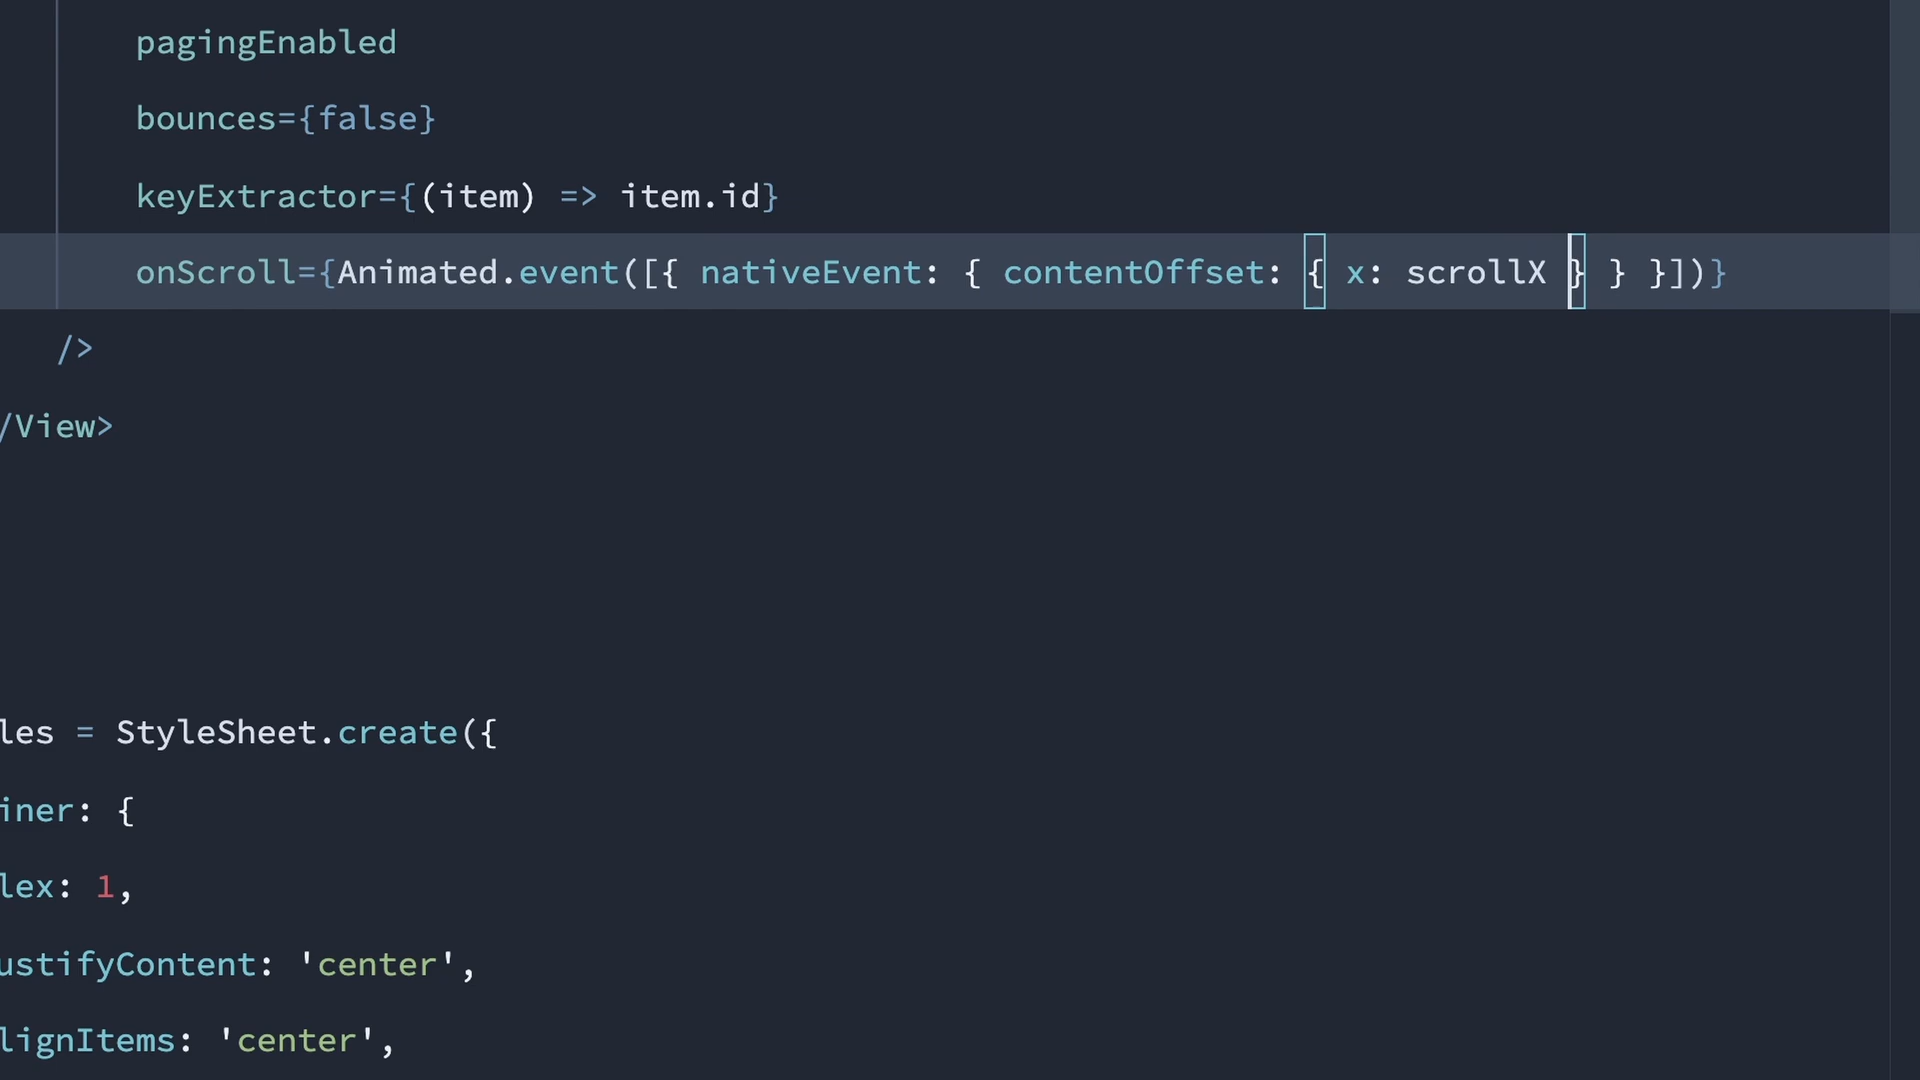 pagingEnabled
bounces={false}
keyExtractor={(item) => item.id}
onScroll={Animated.event([{ nativeEvent: { contentOffset: { x: scrollX } } }])}
/>
/View>
les = StyleSheet.create({
iner: {
lex: 1,
ustifyContent: 'center',
lignItems: 'center',